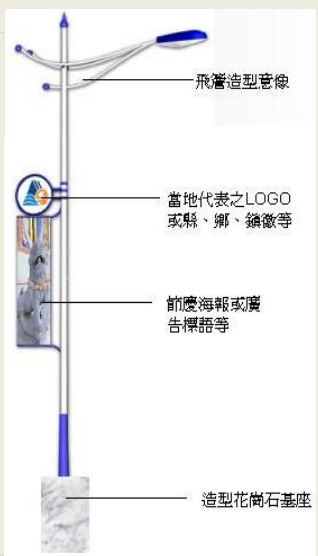 飛簷造型意像
當地代表之LOGO
或縣、鄉、鎮徽等
節慶海報或廣
告標語等
造型花崗石基座